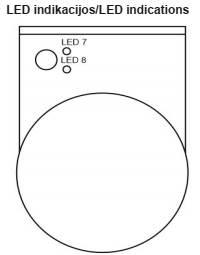 LED indikacijos/LED indications
LED 7
LED 8